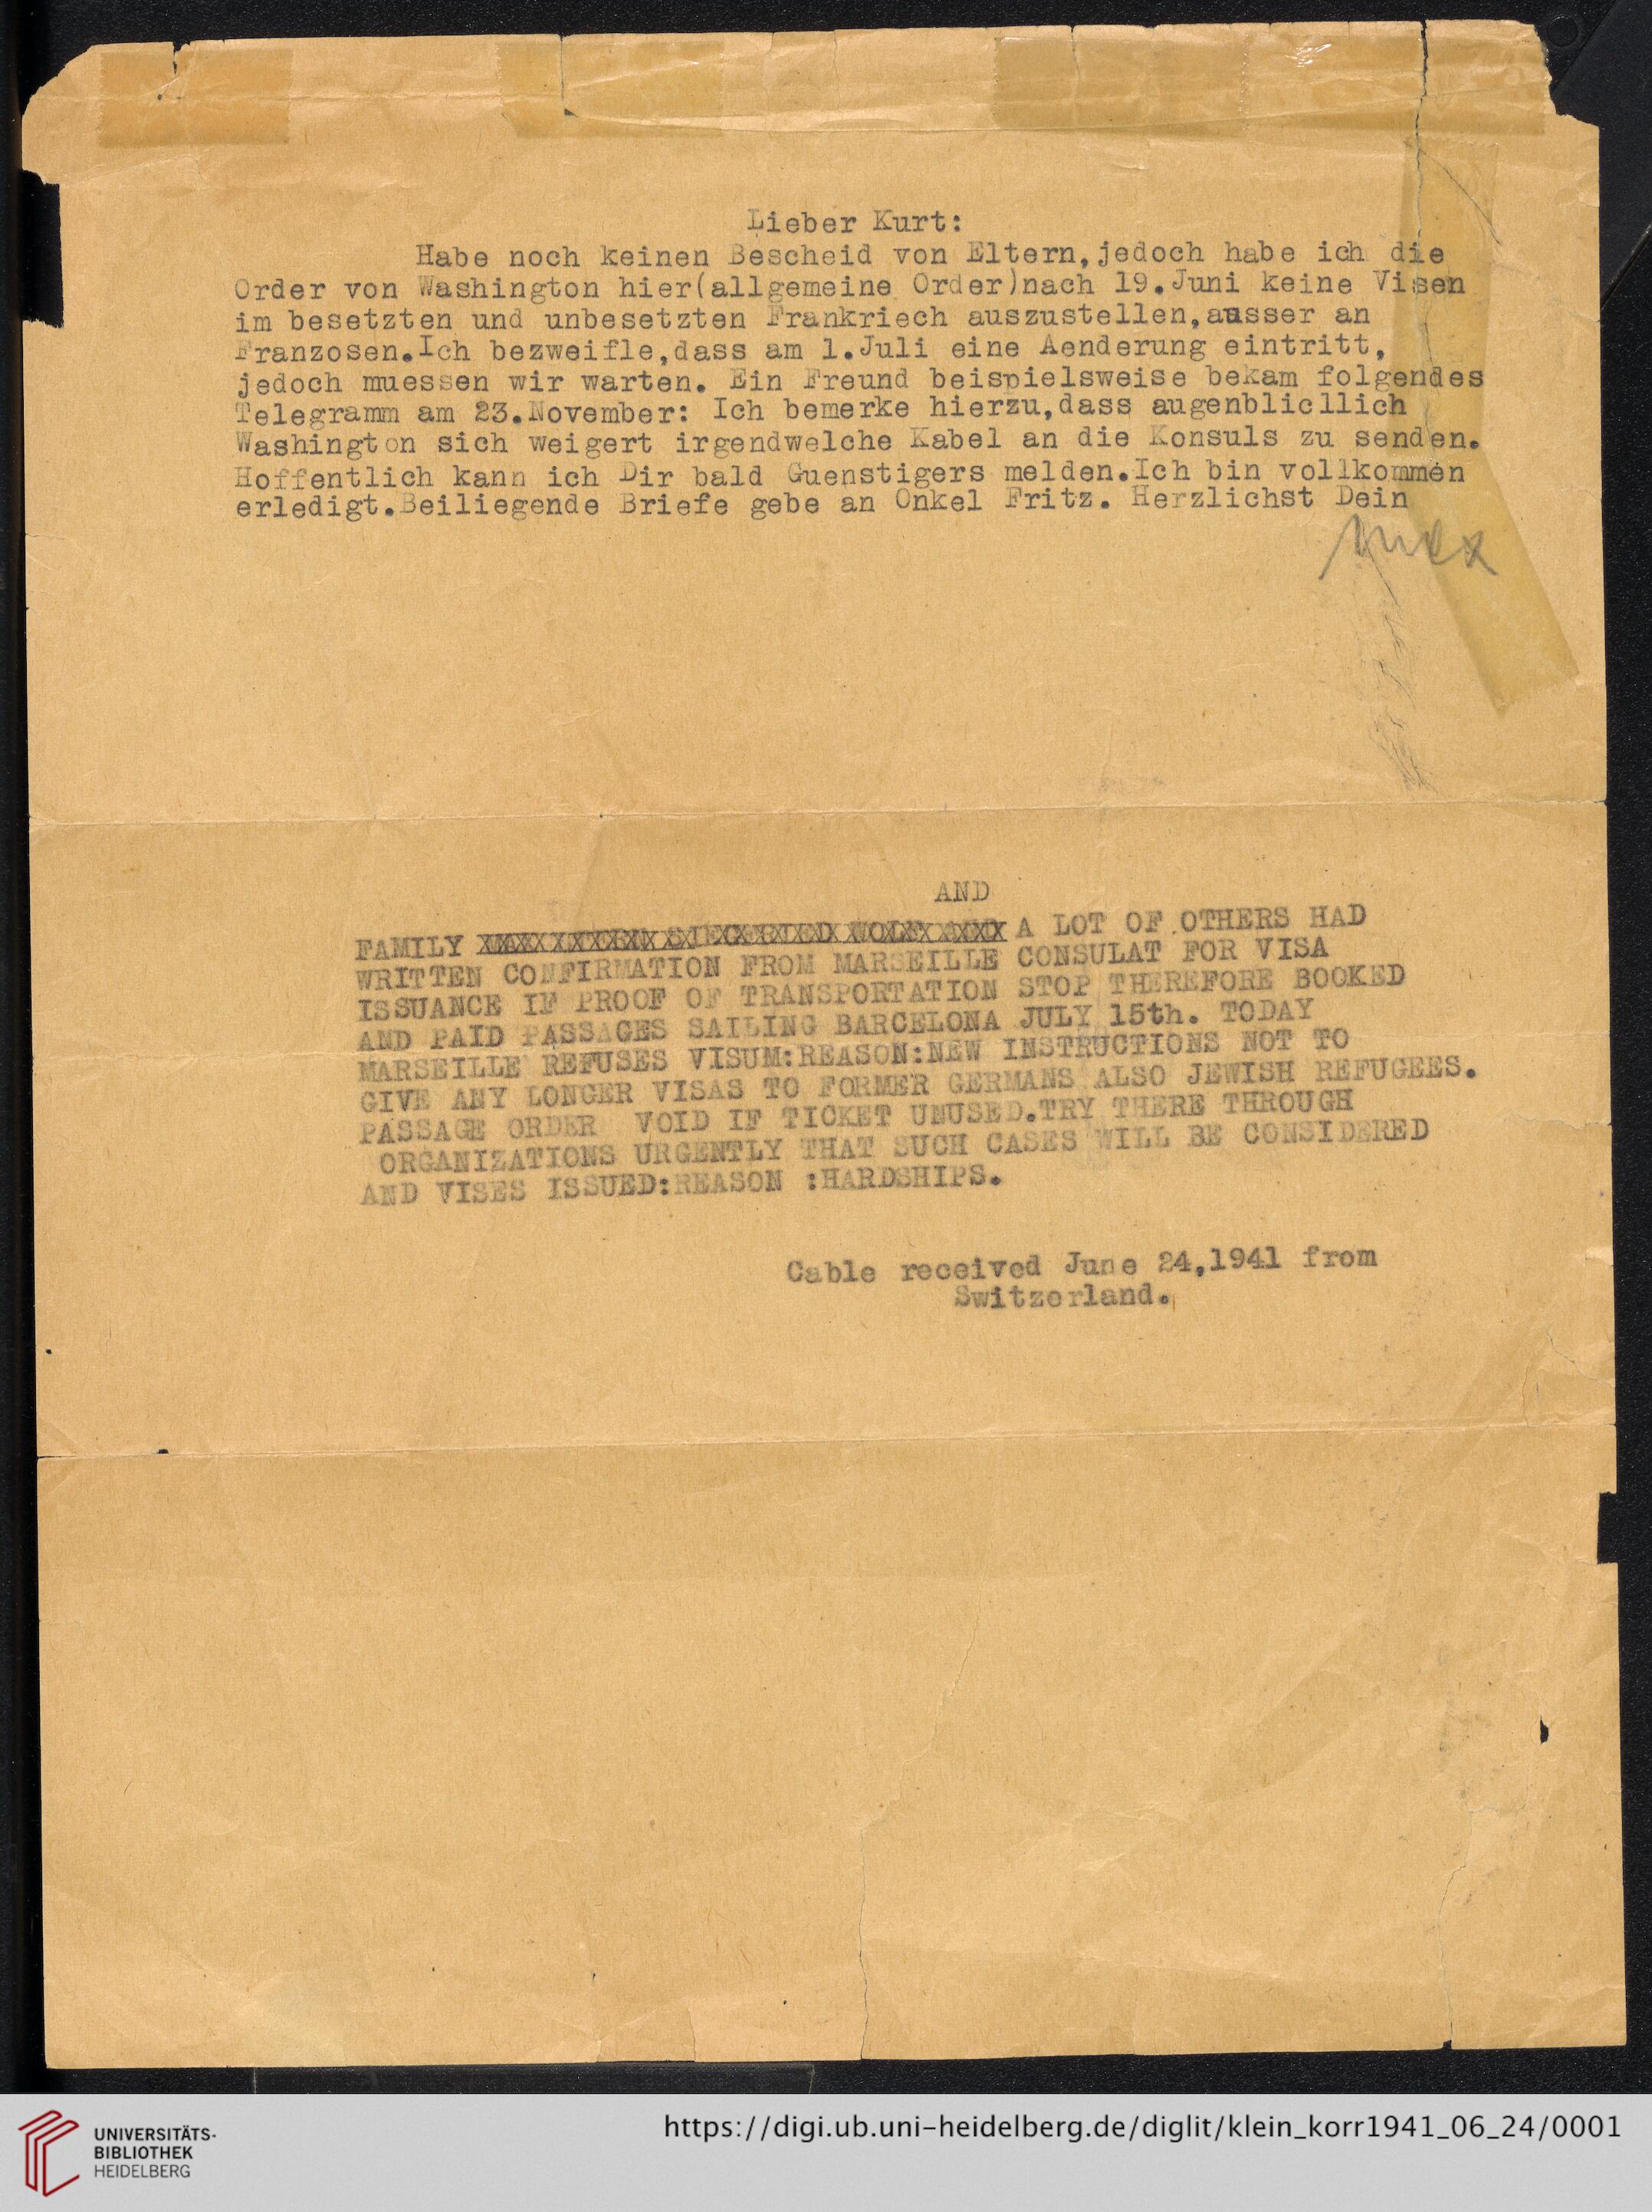 Lieber Kurt:
Habe noch keinen Bescheid von Eltern,jedoch habe ich die
Order von Washington hier(allgemeine Order)nach 19.Juni keine Visen
im besetzten und unbesetzten Frankriech auszustellen,ausser an
Franzosen.Ich bezweifle,dass am 1.Juli eine Aenderung eintritt,
jedoch muessen wir warten. Ein Freund beispielsweise bekam folgendes
Telegramm am 23.November: Ich bemerke hierzu,dass augenblicllich
Washington sich weigert irgendwelche Kabel an die Konsuls zu senden.
Hoffentlich kann ich Dir bald Guenstigers melden.Ich bin vollkommen
erledigt.Beiliegende Briefe gebe an Onkel Fritz. Herzlichst Dein
Max
AND
FAMILY A LOT OF OTHERS HAD
WRITTEN CONFIRMATION FROM MARSEILLE CONSULAT FOR VISA
ISSUANCE IF PROOF OF TRANSPORTATION STOP THEREFORE BOOKED
AND PAID PASSAGES SAILING BARCELONA JULY 15th. TODAY
MARSEILLE REFUSES VISUM:REASON:NEW INSTRUCTIONS NOT TO
GIVE ANY LONGER VISAS TO FORMER GERMANS ALSO JEWISH REFUGEES.
PASSAGE ORDER VOID IF TICKET UNUSED.TRY THERE THROUGH
ORGANIZATIONS URGENTLY THAT SUCH CASES WILL BE CONSIDERED
AND VISES ISSUED:REASON :HARDSHIPS.
Cable received June 24,1941 from
Switzerland.
UNIVERSITÄTS-
BIBLIOTHEK
HEIDELBERG
https://digi.ub.uni-heidelberg.de/diglit/klein_korr1941_06_24/0001